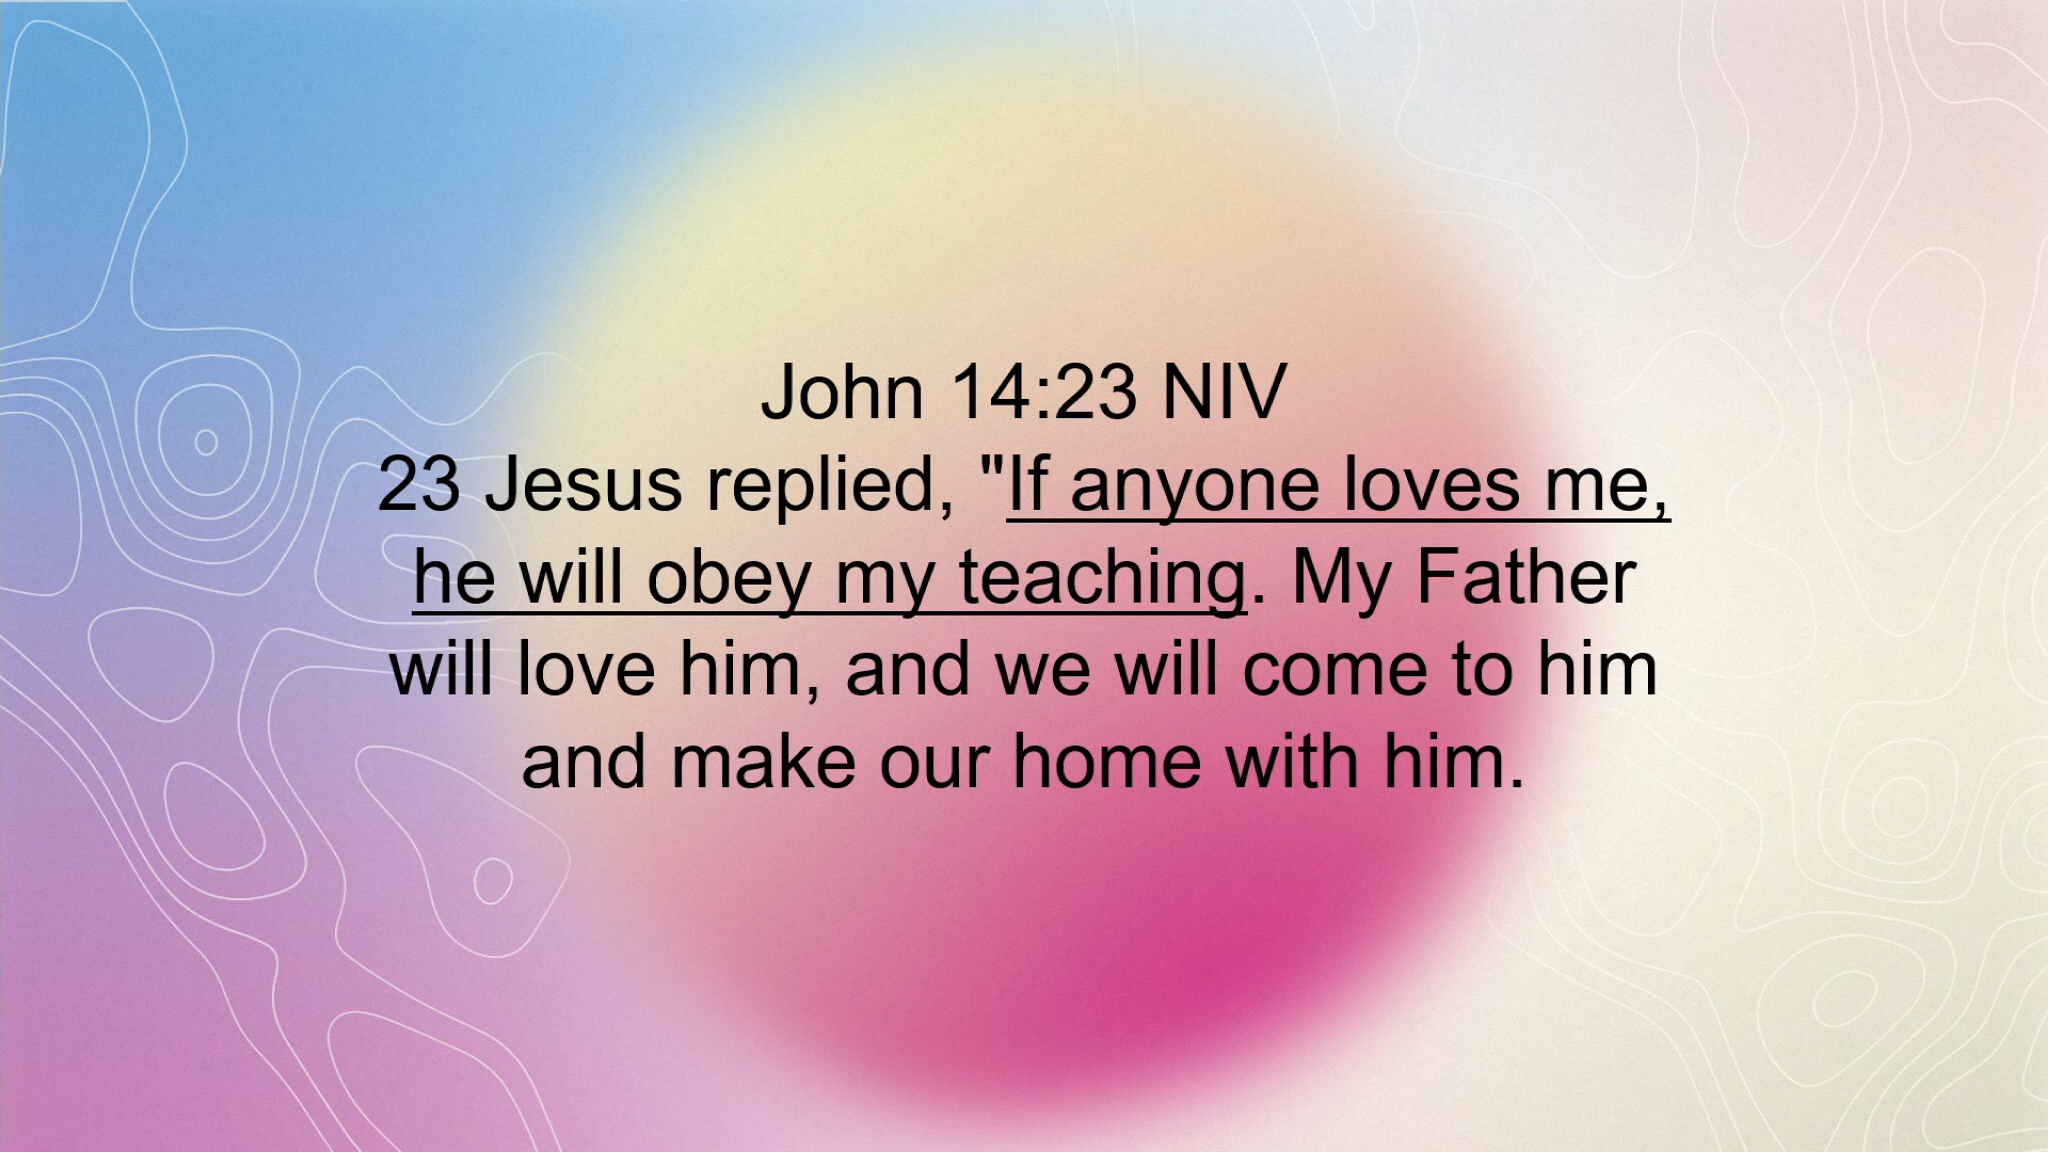 John 14:23 NIV
23 Jesus replied, "If anyone loves me,
he will obey my teaching. My Father
will love him, and we will come to him
and make our home with him.